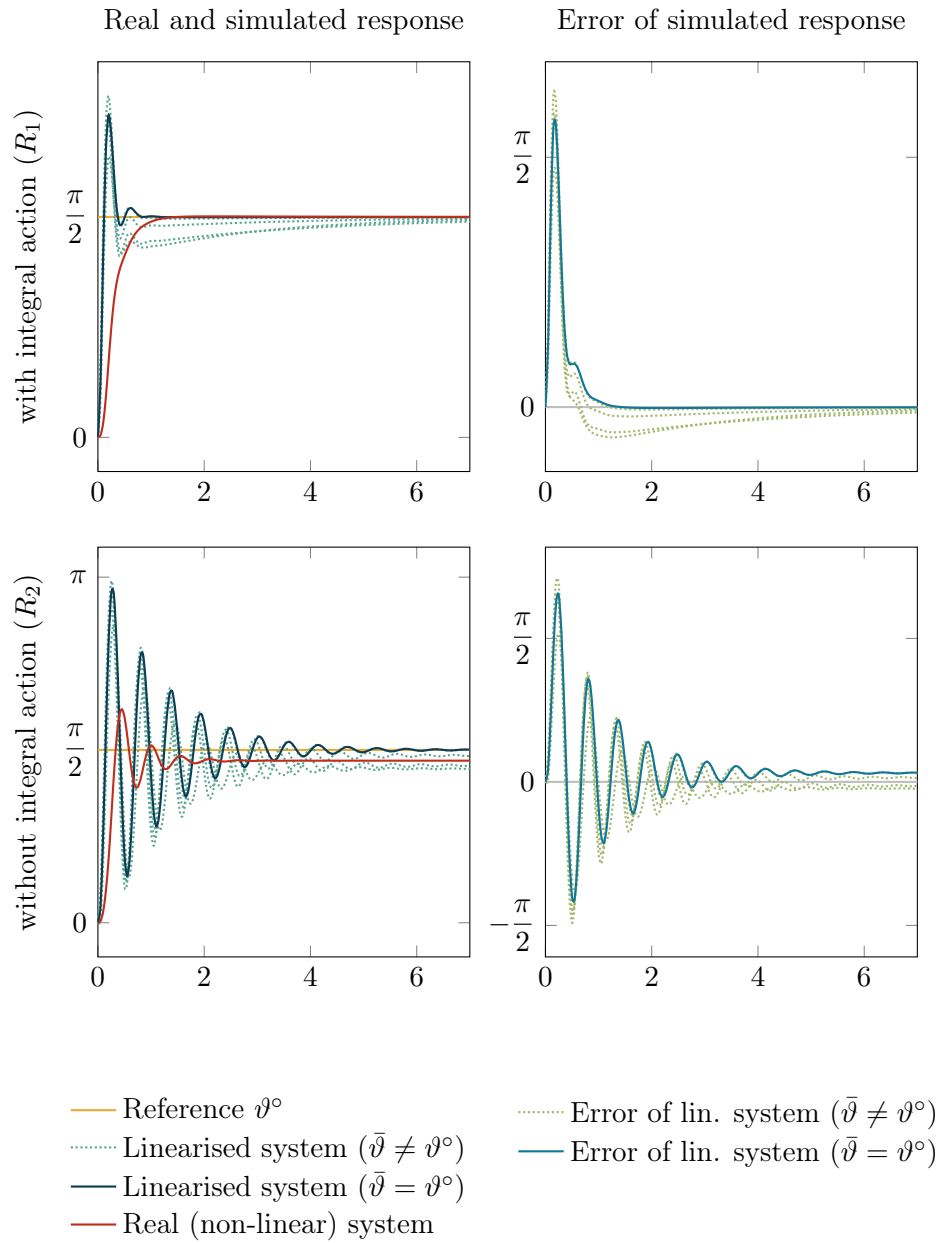 Real and simulated response
Error of simulated response
with integral action (R₁)
π/2
0
0 2 4 6
π/2
0
0 2 4 6
without integral action (R₂)
π
π/2
0
0 2 4 6
π/2
0
−π/2
0 2 4 6
Reference ϑ°
Linearised system (ϑ̄ ≠ ϑ°)
Linearised system (ϑ̄ = ϑ°)
Real (non-linear) system
Error of lin. system (ϑ̄ ≠ ϑ°)
Error of lin. system (ϑ̄ = ϑ°)